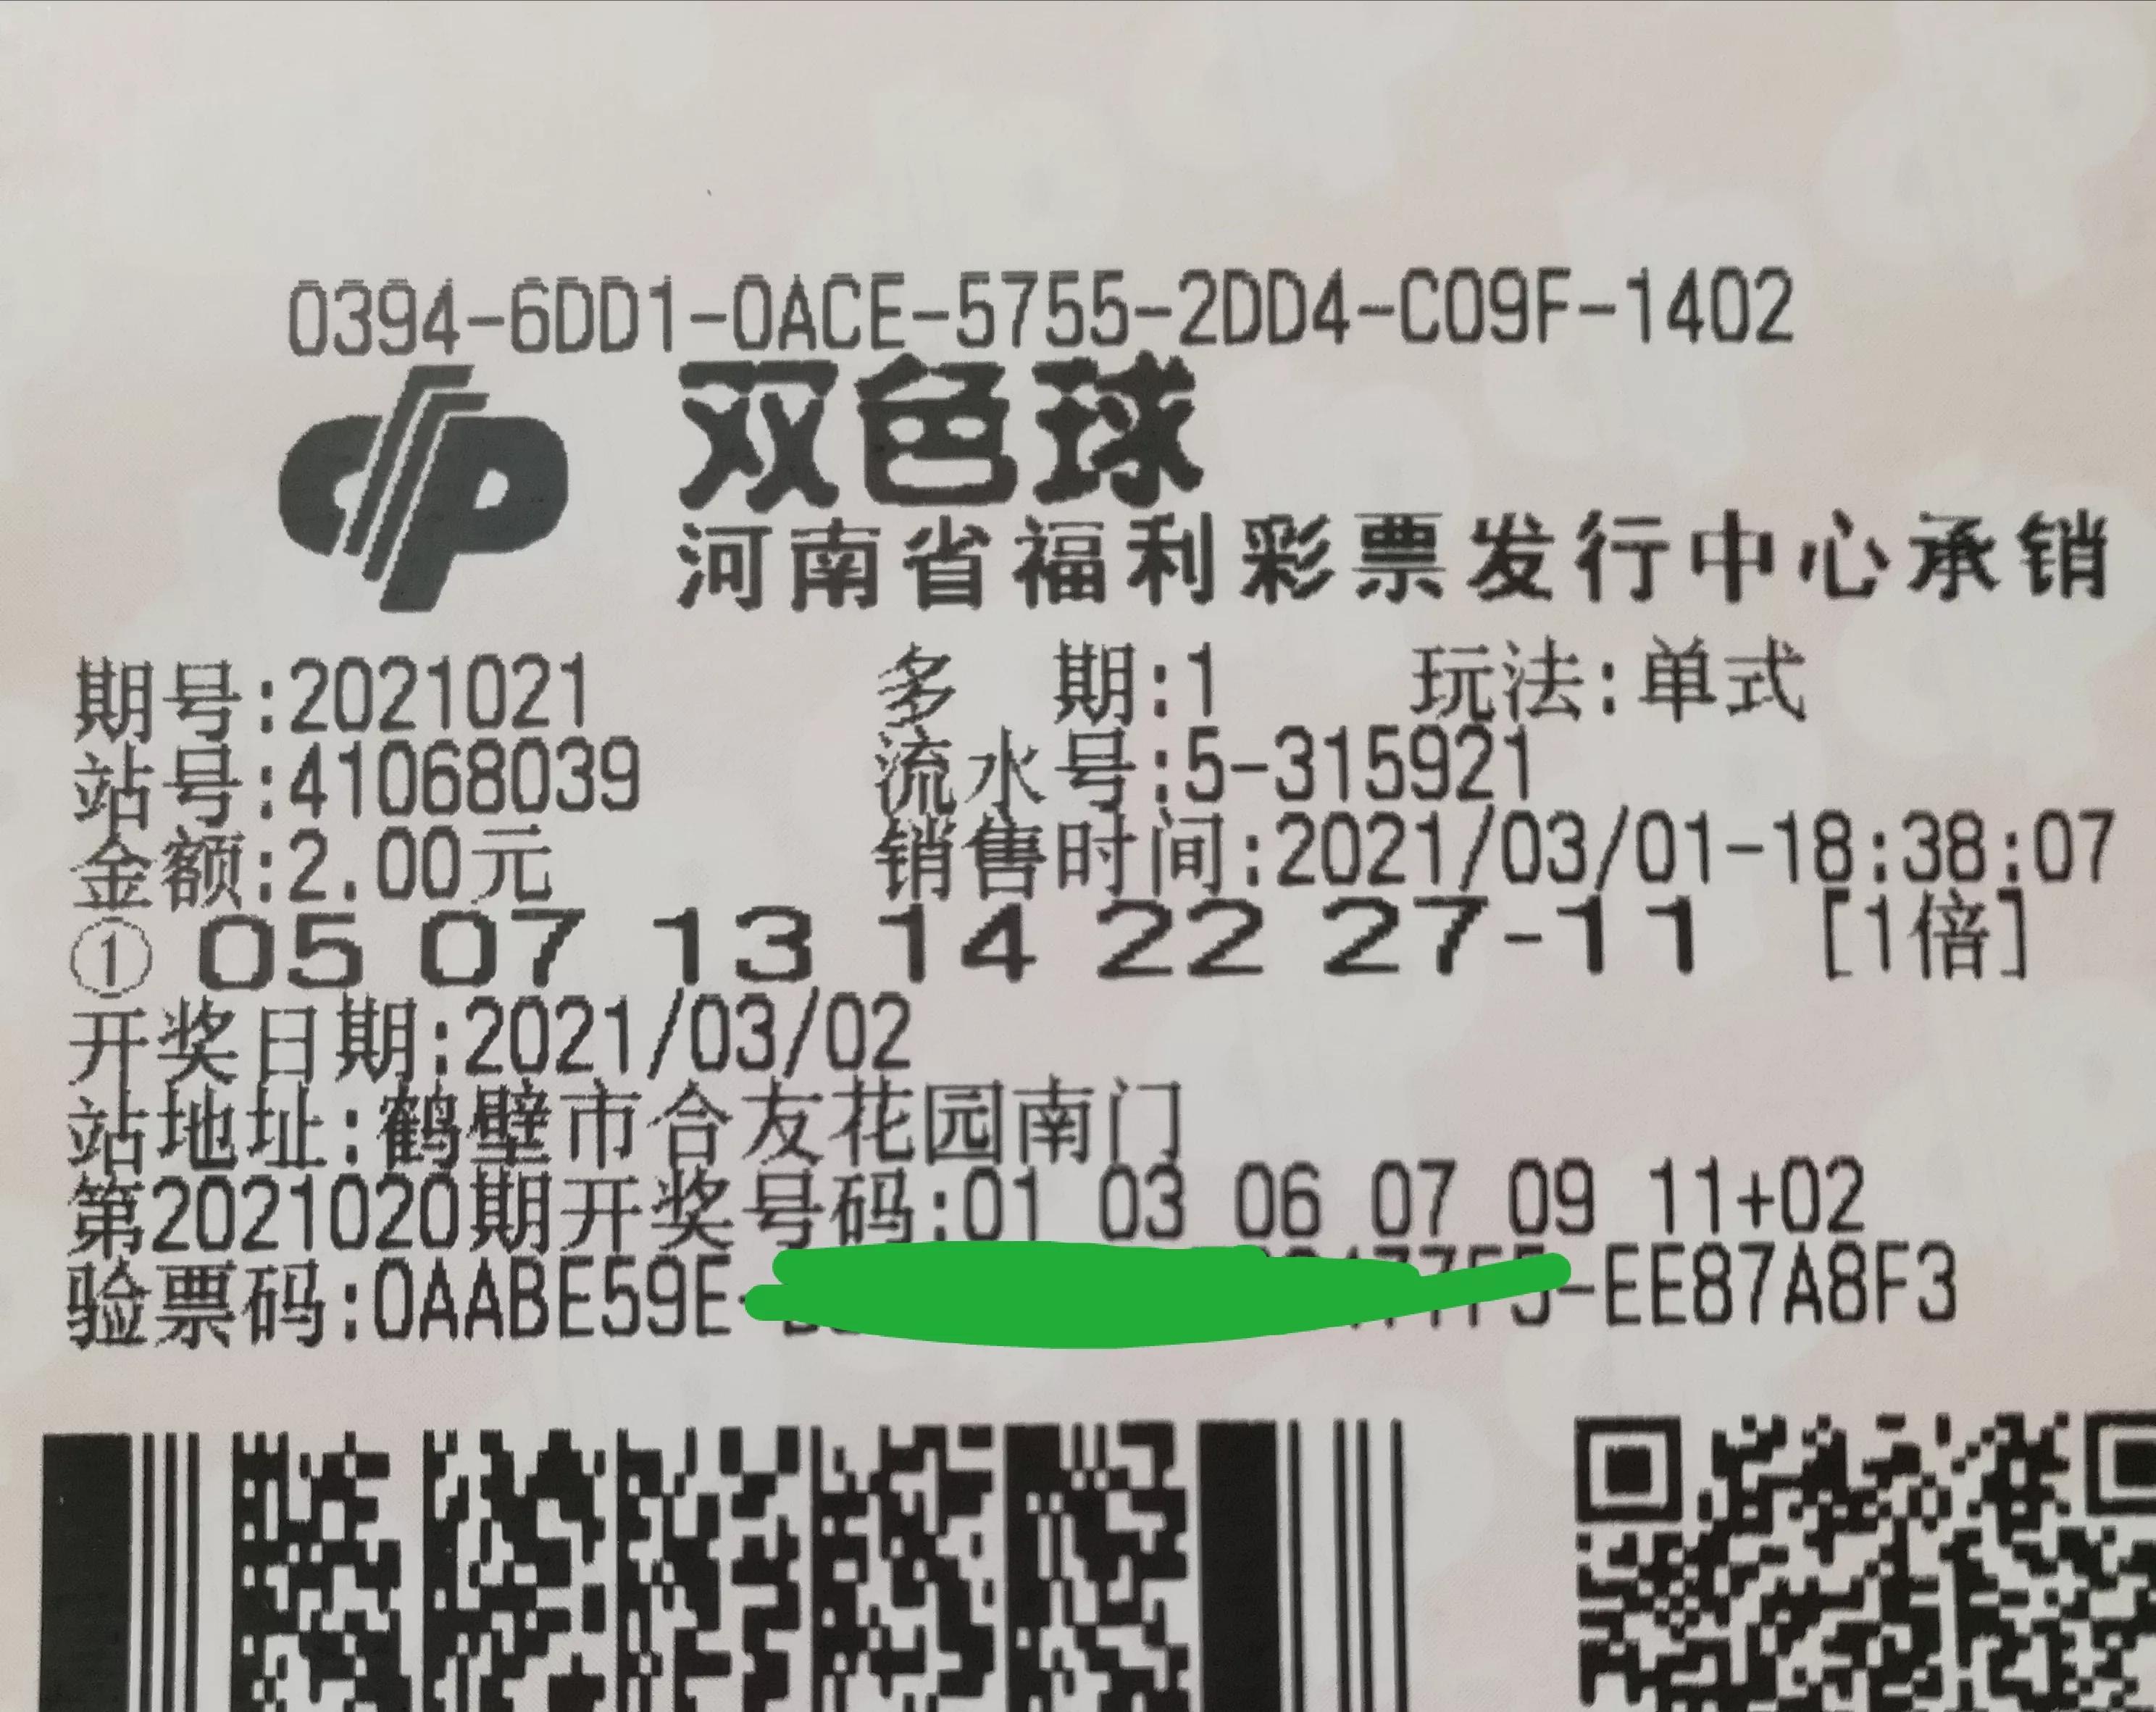 0394-6DD1-0ACE-5755-2DD4-C09F-1402
双色球
河南省福利彩票发行中心承销
期号:2021021 多 期:1 玩法:单式
站号:41068039 流水号:5-315921
金额:2.00元 销售时间:2021/03/01-18:38:07
① 05 07 13 14 22 27-11 [1倍]
开奖日期:2021/03/02
站地址:鹤壁市合友花园南门
第2021020期开奖号码:01 03 06 07 09 11+02
验票码:0AABE59E- -EE87A8F3